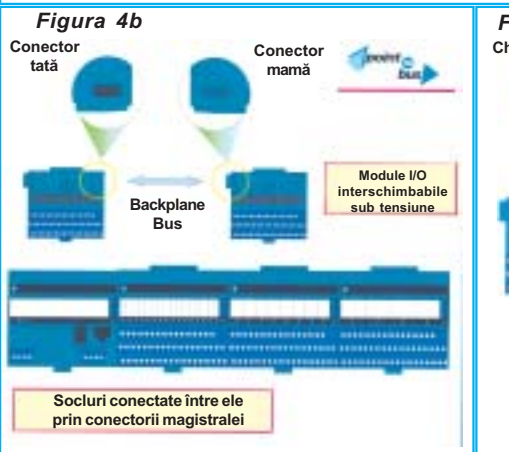 Figura 4b
Conector
tată
Conector
mamă
point
bus
Backplane
Bus
Module I/O
interschimbabile
sub tensiune
Socluri conectate între ele
prin conectorii magistralei
F
Ch